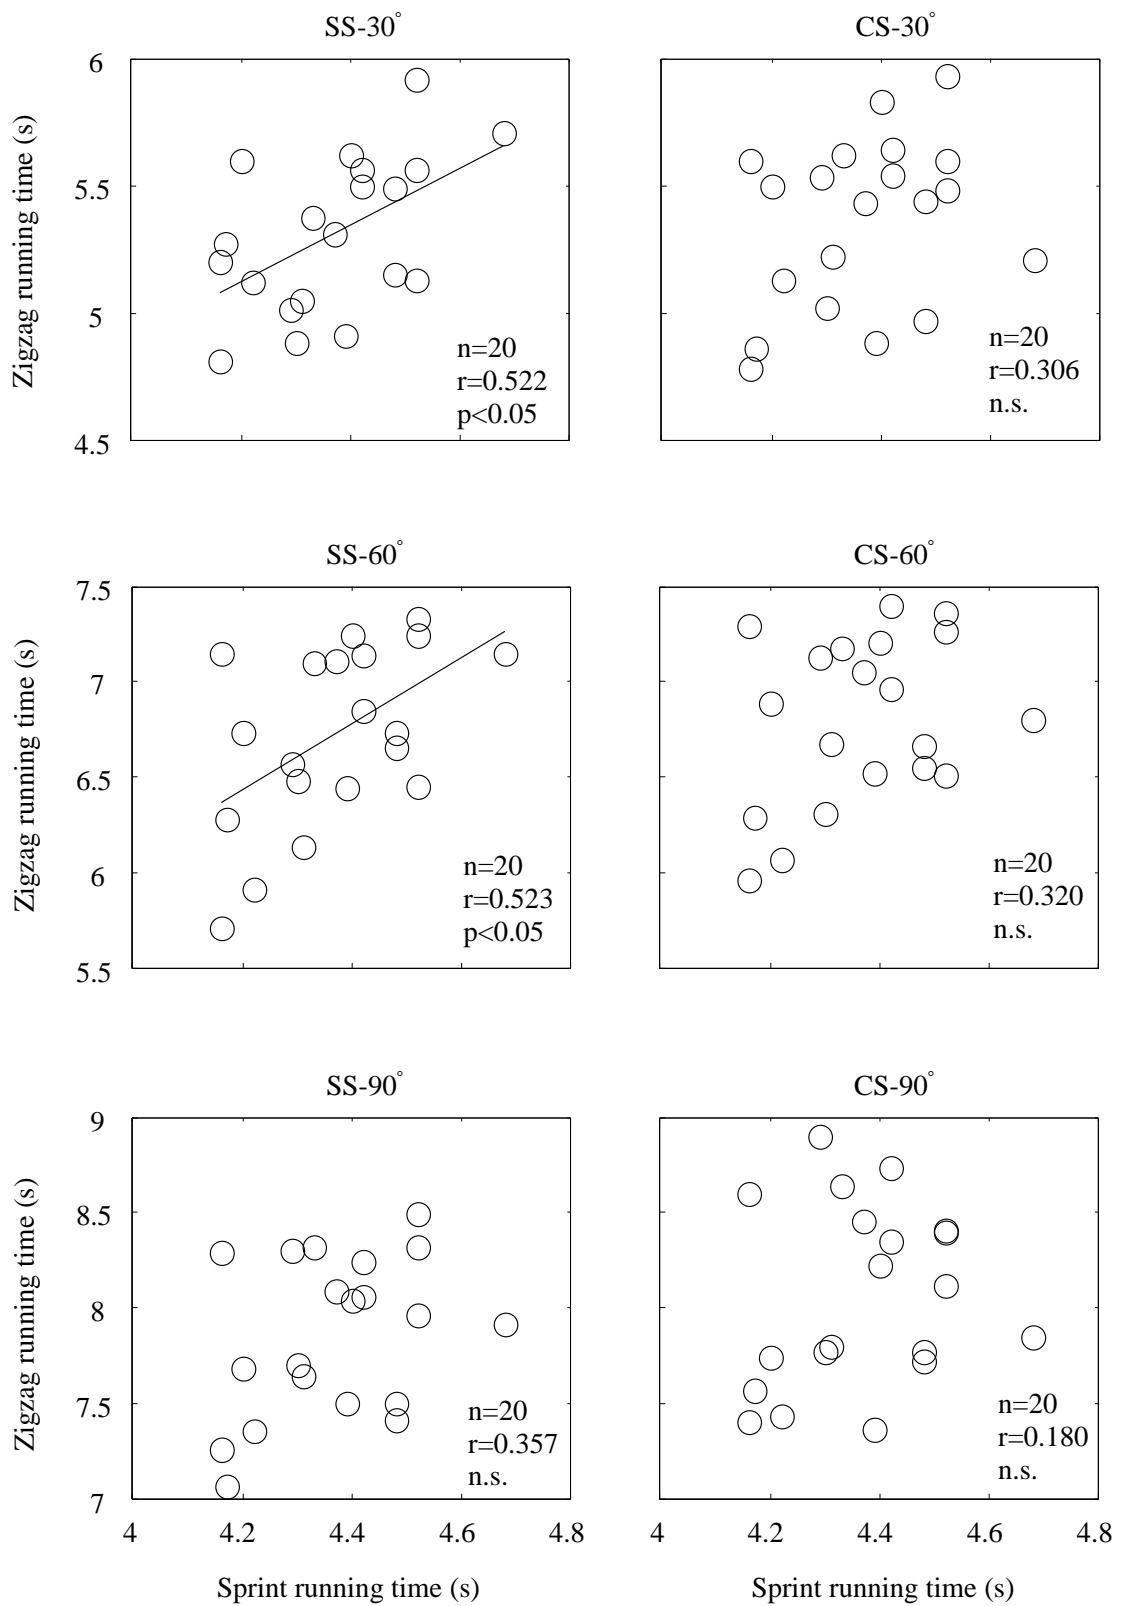 SS-30°
CS-30°
Zigzag running time (s)
6
5.5
5
4.5
n=20
r=0.522
p<0.05
n=20
r=0.306
n.s.
SS-60°
CS-60°
Zigzag running time (s)
7.5
7
6.5
6
5.5
n=20
r=0.523
p<0.05
n=20
r=0.320
n.s.
SS-90°
CS-90°
Zigzag running time (s)
9
8.5
8
7.5
7
n=20
r=0.357
n.s.
n=20
r=0.180
n.s.
4 4.2 4.4 4.6 4.8
4 4.2 4.4 4.6 4.8
Sprint running time (s)
Sprint running time (s)